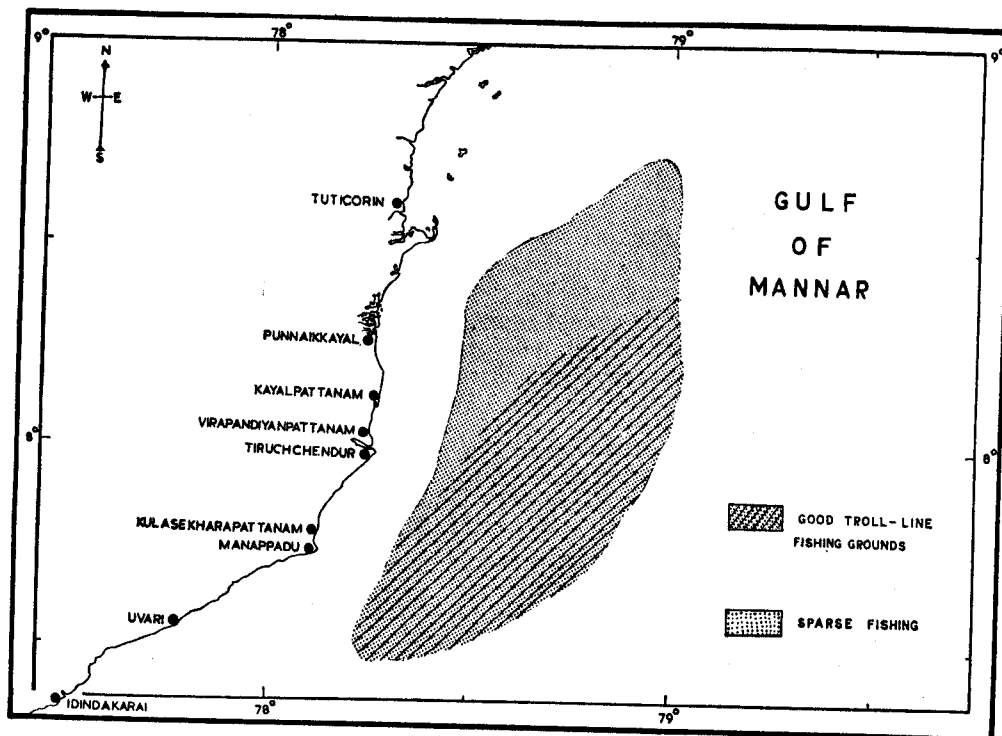 78°
79°
9°
9°
N
W E
S
TUTICORIN
GULF
OF
MANNAR
PUNNAIKKAYAL
KAYALPATTANAM
VIRAPANDIYANPATTANAM
TIRUCHCHENDUR
8°
8°
KULASEKHARAPATTANAM
MANAPPADU
GOOD TROLL-LINE
FISHING GROUNDS
UVARI
SPARSE FISHING
IDINDAKARAI
78°
79°